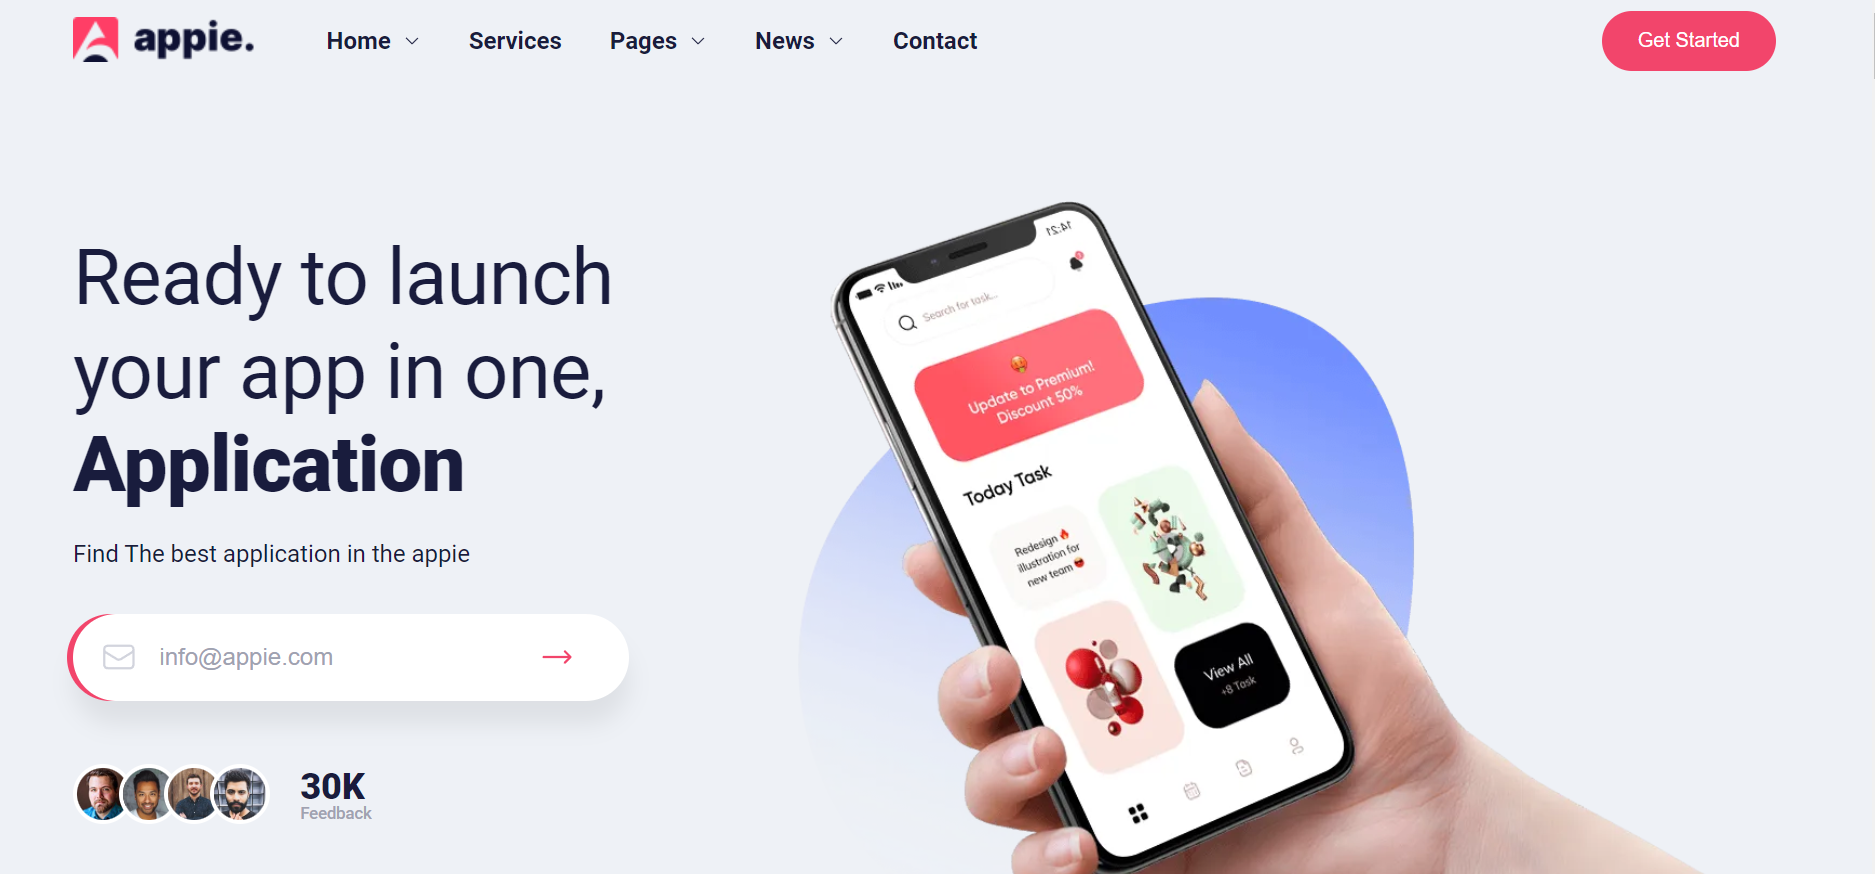 appie.
Home
Services
Pages
News
Contact
Get Started
Ready to launch
your app in one,
Application
Find The best application in the appie
info@appie.com
30K
Feedback
14:21
Search for task...
Update to Premium!
Discount 50%
Today Task
Redesign 🔥
illustration for
new team 😎
View All
+8 Task